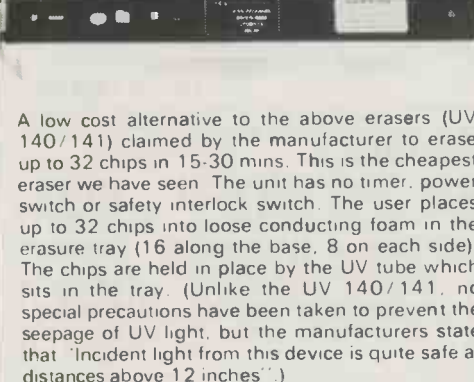 A low cost alternative to the above erasers (UV
140/141) claimed by the manufacturer to erase
up to 32 chips in 15-30 mins. This is the cheapest
eraser we have seen The unit has no timer, power
switch or safety interlock switch. The user places
up to 32 chips into loose conducting foam in the
erasure tray (16 along the base, 8 on each side)
The chips are held in place by the UV tube which
sits in the tray. (Unlike the UV 140/141, no
special precautions have been taken to prevent the
seepage of UV light, but the manufacturers state
that 'Incident light from this device is quite safe a
distances above 12 inches''.)